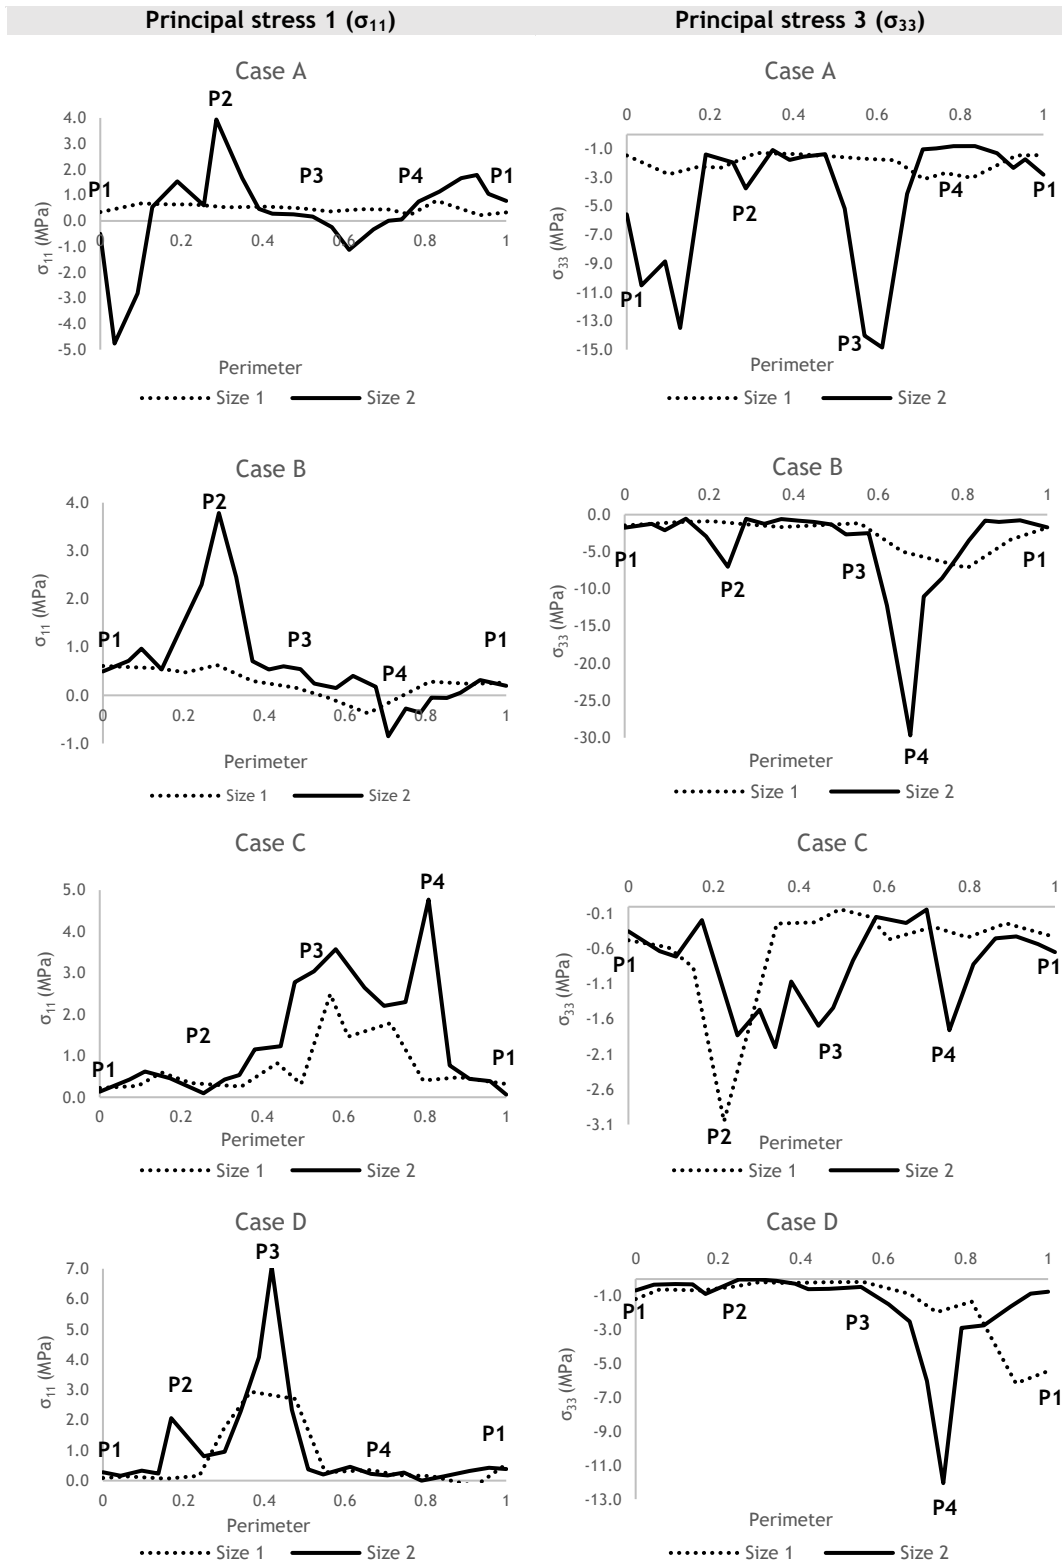 Principal stress 1 (σ11)
Principal stress 3 (σ33)
Case A
4.0
3.0
2.0
1.0
0.0
-1.0
-2.0
-3.0
-4.0
-5.0
σ11 (MPa)
0
0.2
0.4
0.6
0.8
1
P1
P2
P3
P4
P1
Perimeter
Size 1
Size 2
Case A
0
0.2
0.4
0.6
0.8
1
-1.0
-3.0
-5.0
-7.0
-9.0
-11.0
-13.0
-15.0
σ33 (MPa)
P1
P2
P3
P4
P1
Perimeter
Size 1
Size 2
Case B
4.0
3.0
2.0
1.0
0.0
-1.0
σ11 (MPa)
0
0.2
0.4
0.6
0.8
1
P1
P2
P3
P4
P1
Perimeter
Size 1
Size 2
Case B
0
0.2
0.4
0.6
0.8
1
0.0
-5.0
-10.0
-15.0
-20.0
-25.0
-30.0
σ33 (MPa)
P1
P2
P3
P4
P1
Perimeter
Size 1
Size 2
Case C
5.0
4.0
3.0
2.0
1.0
0.0
σ11 (MPa)
0
0.2
0.4
0.6
0.8
1
P1
P2
P3
P4
P1
Perimeter
Size 1
Size 2
Case C
0
0.2
0.4
0.6
0.8
1
-0.1
-0.6
-1.1
-1.6
-2.1
-2.6
-3.1
σ33 (MPa)
P1
P2
P3
P4
P1
Perimeter
Size 1
Size 2
Case D
7.0
6.0
5.0
4.0
3.0
2.0
1.0
0.0
σ11 (MPa)
0
0.2
0.4
0.6
0.8
1
P1
P2
P3
P4
P1
Perimeter
Size 1
Size 2
Case D
0
0.2
0.4
0.6
0.8
1
-1.0
-3.0
-5.0
-7.0
-9.0
-11.0
-13.0
σ33 (MPa)
P1
P2
P3
P4
P1
Perimeter
Size 1
Size 2